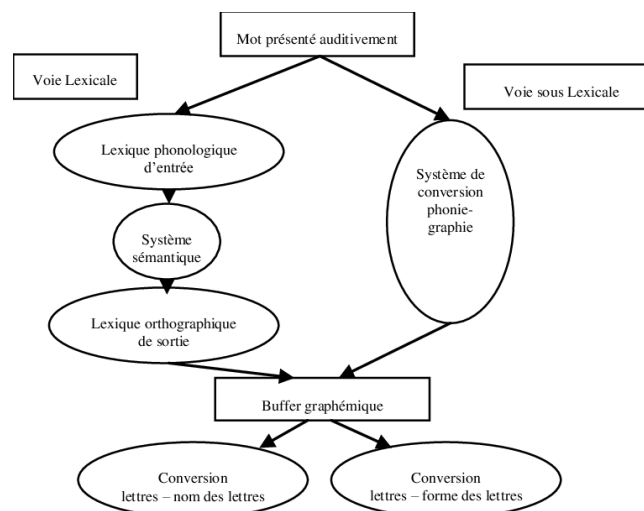 Mot présenté auditivement
Voie Lexicale
Voie sous Lexicale
Lexique phonologique
d'entrée
Système de
conversion
phonie-
graphie
Système
sémantique
Lexique orthographique
de sortie
Buffer graphémique
Conversion
lettres – nom des lettres
Conversion
lettres – forme des lettres